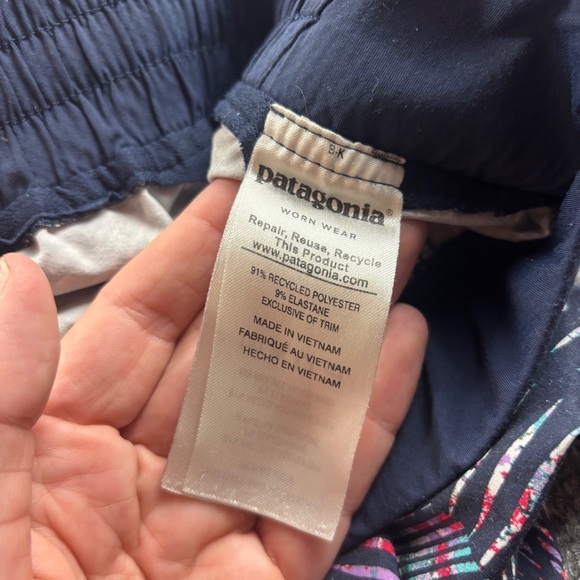 B-K
patagonia®
WORN WEAR
Repair, Reuse, Recycle
This Product
www.patagonia.com
91% RECYCLED POLYESTER
9% ELASTANE
EXCLUSIVE OF TRIM
MADE IN VIETNAM
FABRIQUÉ AU VIETNAM
HECHO EN VIETNAM